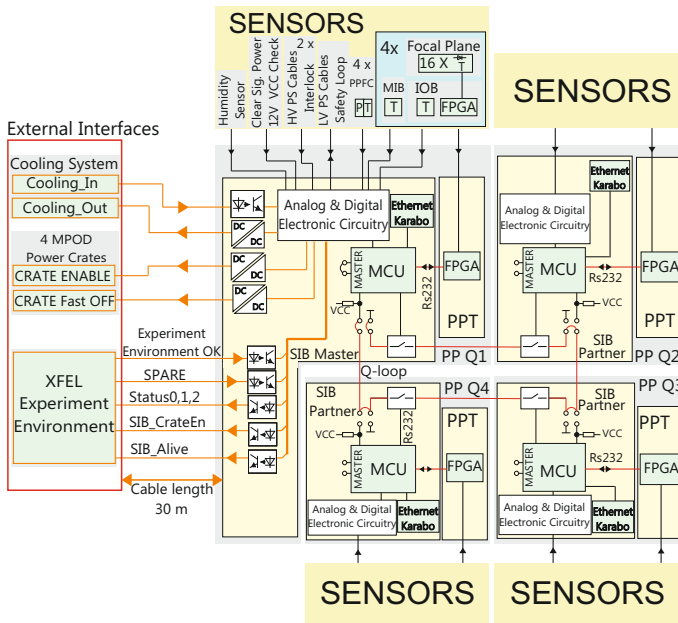 SENSORS
Humidity
Sensor
Clear Sig. Power
12V VCC Check
HV PS Cables
2 x
Interlock
LV PS Cables
Safety Loop
4 x
PPFC
P T
4x
Focal Plane
16 X
T
MIB
T
IOB
T
FPGA
SENSORS
External Interfaces
Cooling System
Cooling_In
Cooling_Out
4 MPOD
Power Crates
CRATE ENABLE
CRATE Fast OFF
XFEL
Experiment
Environment
Experiment
Environment OK
SPARE
Status0,1,2
SIB_CrateEn
SIB_Alive
Cable length
30 m
DC
DC
DC
DC
DC
DC
Analog & Digital
Electronic Circuitry
Ethernet
Karabo
MASTER
MCU
VCC
Rs232
FPGA
PPT
SIB Master
PP Q1
Q-loop
Analog & Digital
Electronic Circuitry
Ethernet
Karabo
MASTER
MCU
Rs232
VCC
FPGA
PPT
SIB
Partner
PP Q2
PP Q4
SIB
Partner
VCC
Rs232
MASTER
MCU
PPT
FPGA
Analog & Digital
Electronic Circuitry
Ethernet
Karabo
PP Q3
SIB
Partner
VCC
Rs232
MASTER
MCU
PPT
FPGA
Analog & Digital
Electronic Circuitry
Ethernet
Karabo
SENSORS
SENSORS